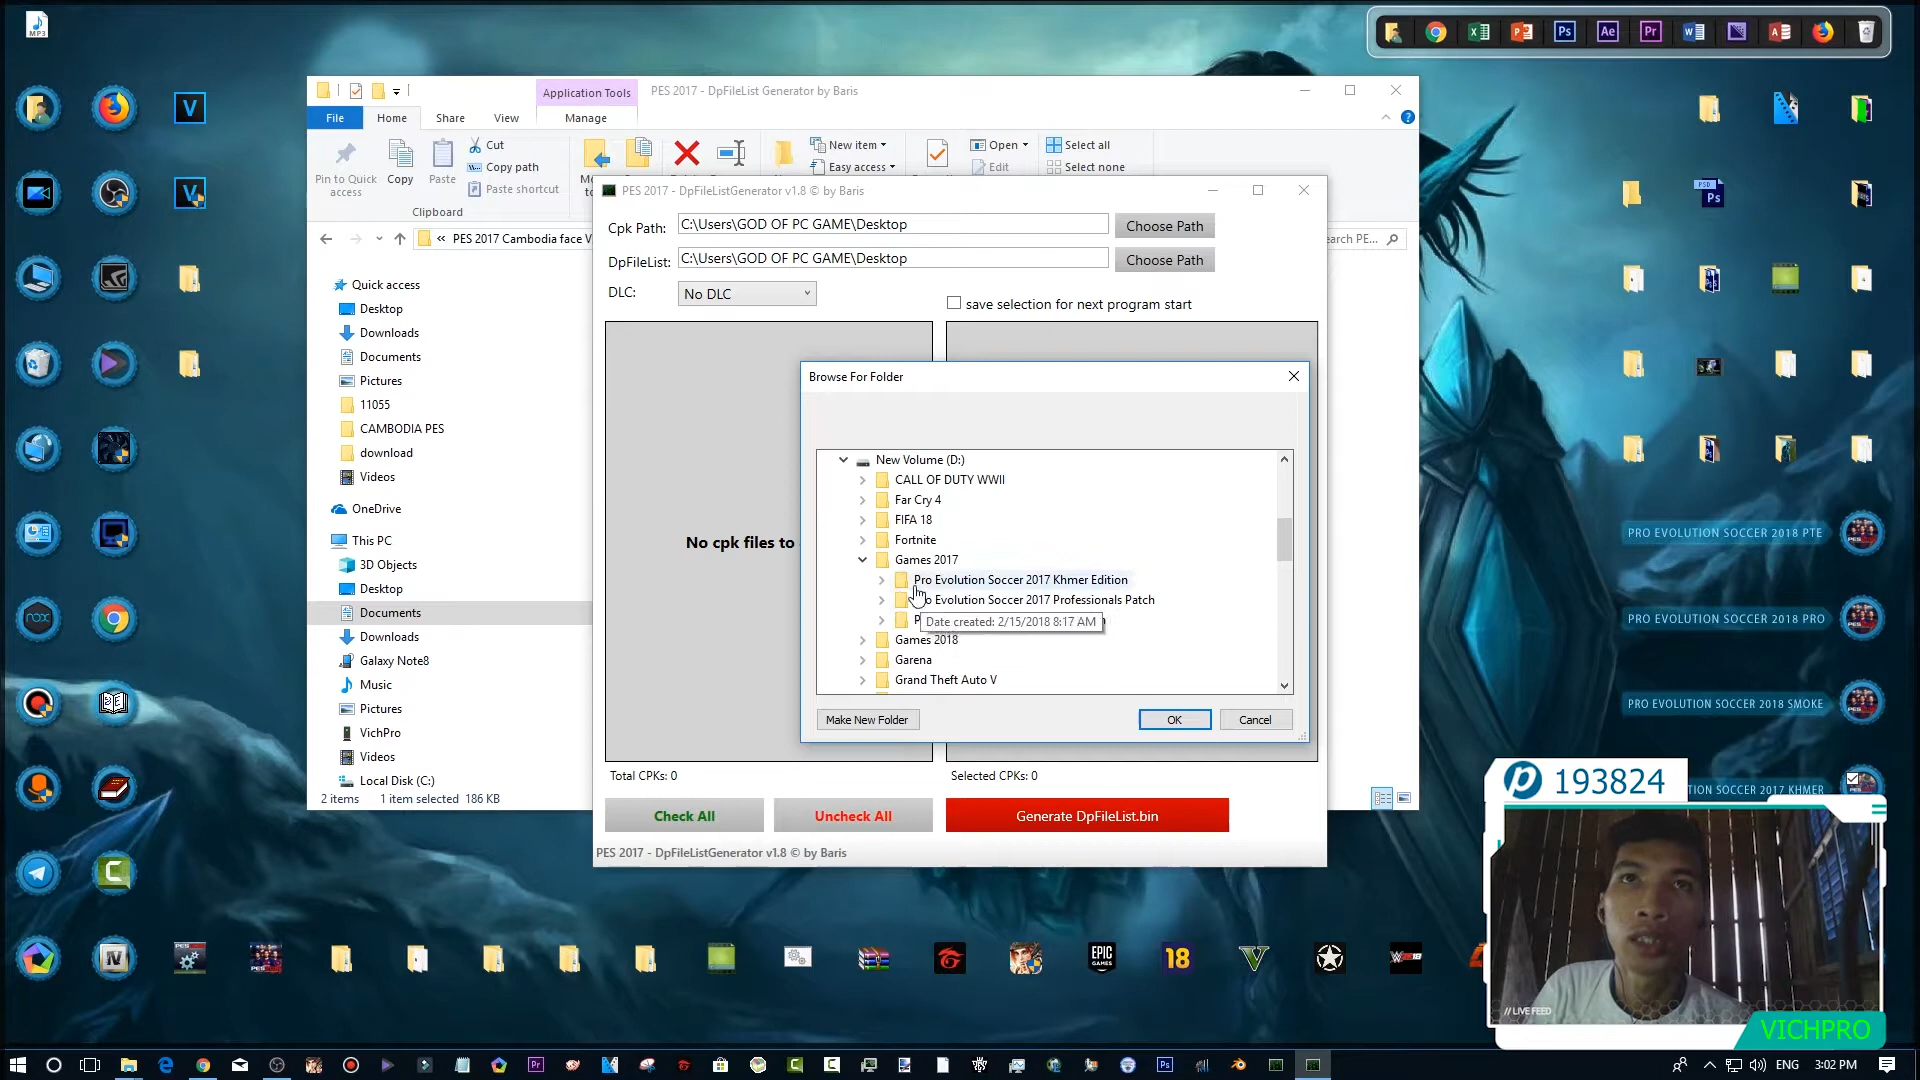 MP3
Application Tools
PES 2017 - DpFileList Generator by Baris
File
Home
Share
View
Manage
Pin to Quick access
Copy
Paste
Cut
Copy path
Paste shortcut
Clipboard
New item
Easy access
Open
Edit
Select all
Select none
PES 2017 Cambodia face V
earch PE...
Quick access
Desktop
Downloads
Documents
Pictures
11055
CAMBODIA PES
download
Videos
OneDrive
This PC
3D Objects
Desktop
Documents
Downloads
Galaxy Note8
Music
Pictures
VichPro
Videos
Local Disk (C:)
2 items
1 item selected 186 KB
PES 2017 - DpFileListGenerator v1.8 © by Baris
Cpk Path:
C:\Users\GOD OF PC GAME\Desktop
Choose Path
DpFileList:
C:\Users\GOD OF PC GAME\Desktop
Choose Path
DLC:
No DLC
save selection for next program start
No cpk files to
Browse For Folder
New Volume (D:)
CALL OF DUTY WWII
Far Cry 4
FIFA 18
Fortnite
Games 2017
Pro Evolution Soccer 2017 Khmer Edition
o Evolution Soccer 2017 Professionals Patch
Date created: 2/15/2018 8:17 AM
Games 2018
Garena
Grand Theft Auto V
Make New Folder
OK
Cancel
Total CPKs: 0
Selected CPKs: 0
Check All
Uncheck All
Generate DpFileList.bin
PES 2017 - DpFileListGenerator v1.8 © by Baris
PRO EVOLUTION SOCCER 2018 PTE
PRO EVOLUTION SOCCER 2018 PRO
PRO EVOLUTION SOCCER 2018 SMOKE
TION SOCCER 2017 KHMER
193824
// LIVE FEED
VICHPRO
ENG
3:02 PM